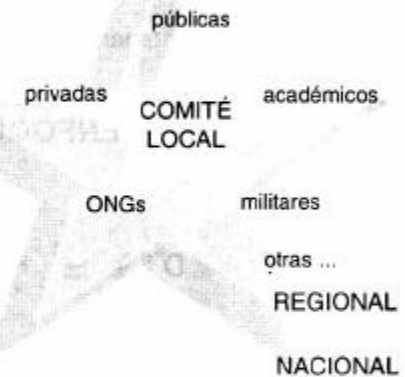 públicas
privadas
académicos
COMITÉ
LOCAL
ONGs
militares
otras ...
REGIONAL
NACIONAL